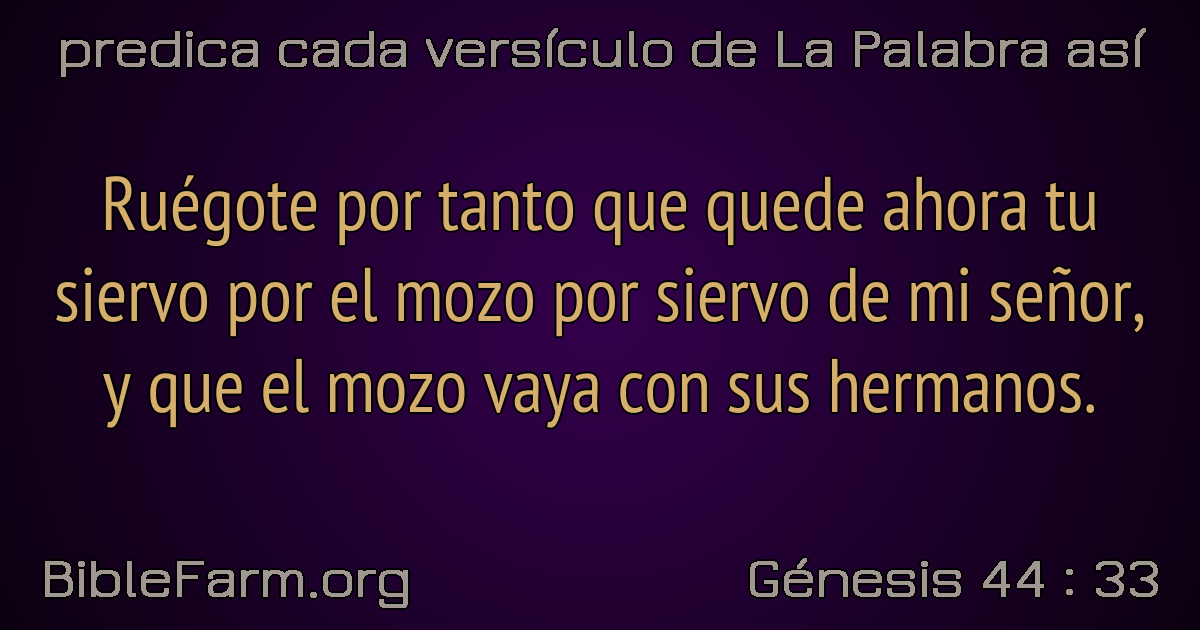 predica cada versículo de La Palabra así
Ruégote por tanto que quede ahora tu
siervo por el mozo por siervo de mi señor,
y que el mozo vaya con sus hermanos.
BibleFarm.org
Génesis 44 : 33